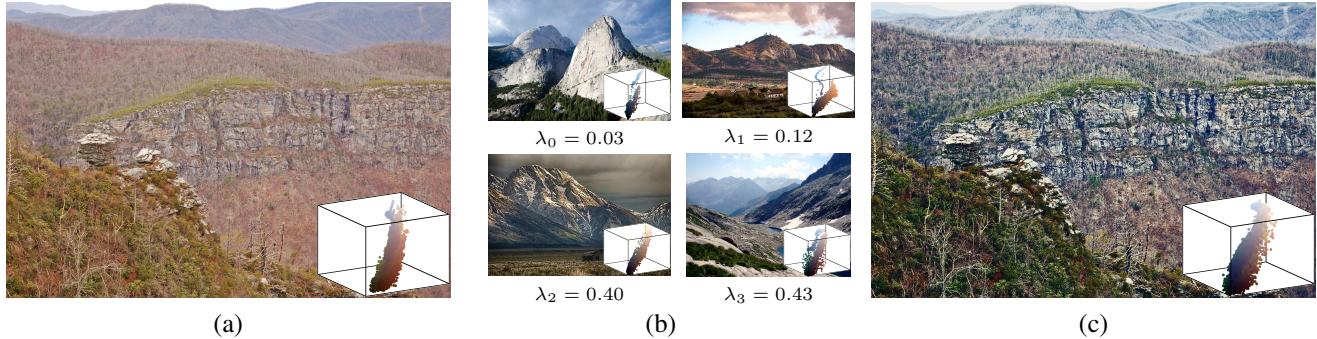 λ0 = 0.03
λ1 = 0.12
λ2 = 0.40
λ3 = 0.43
(a)
(b)
(c)